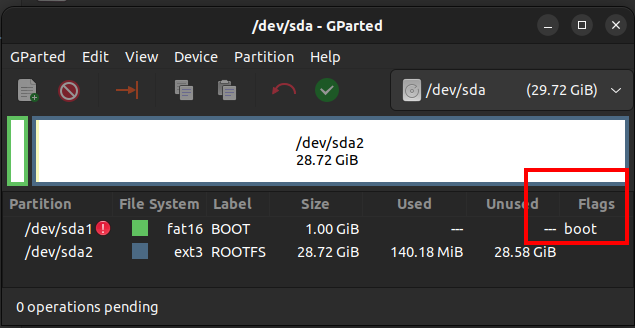 /dev/sda - GParted
GParted Edit View Device Partition Help
/dev/sda (29.72 GiB)
/dev/sda2
28.72 GiB
Partition File System Label Size Used Unused Flags
/dev/sda1 fat16 BOOT 1.00 GiB --- --- boot
/dev/sda2 ext3 ROOTFS 28.72 GiB 140.18 MiB 28.58 GiB
0 operations pending